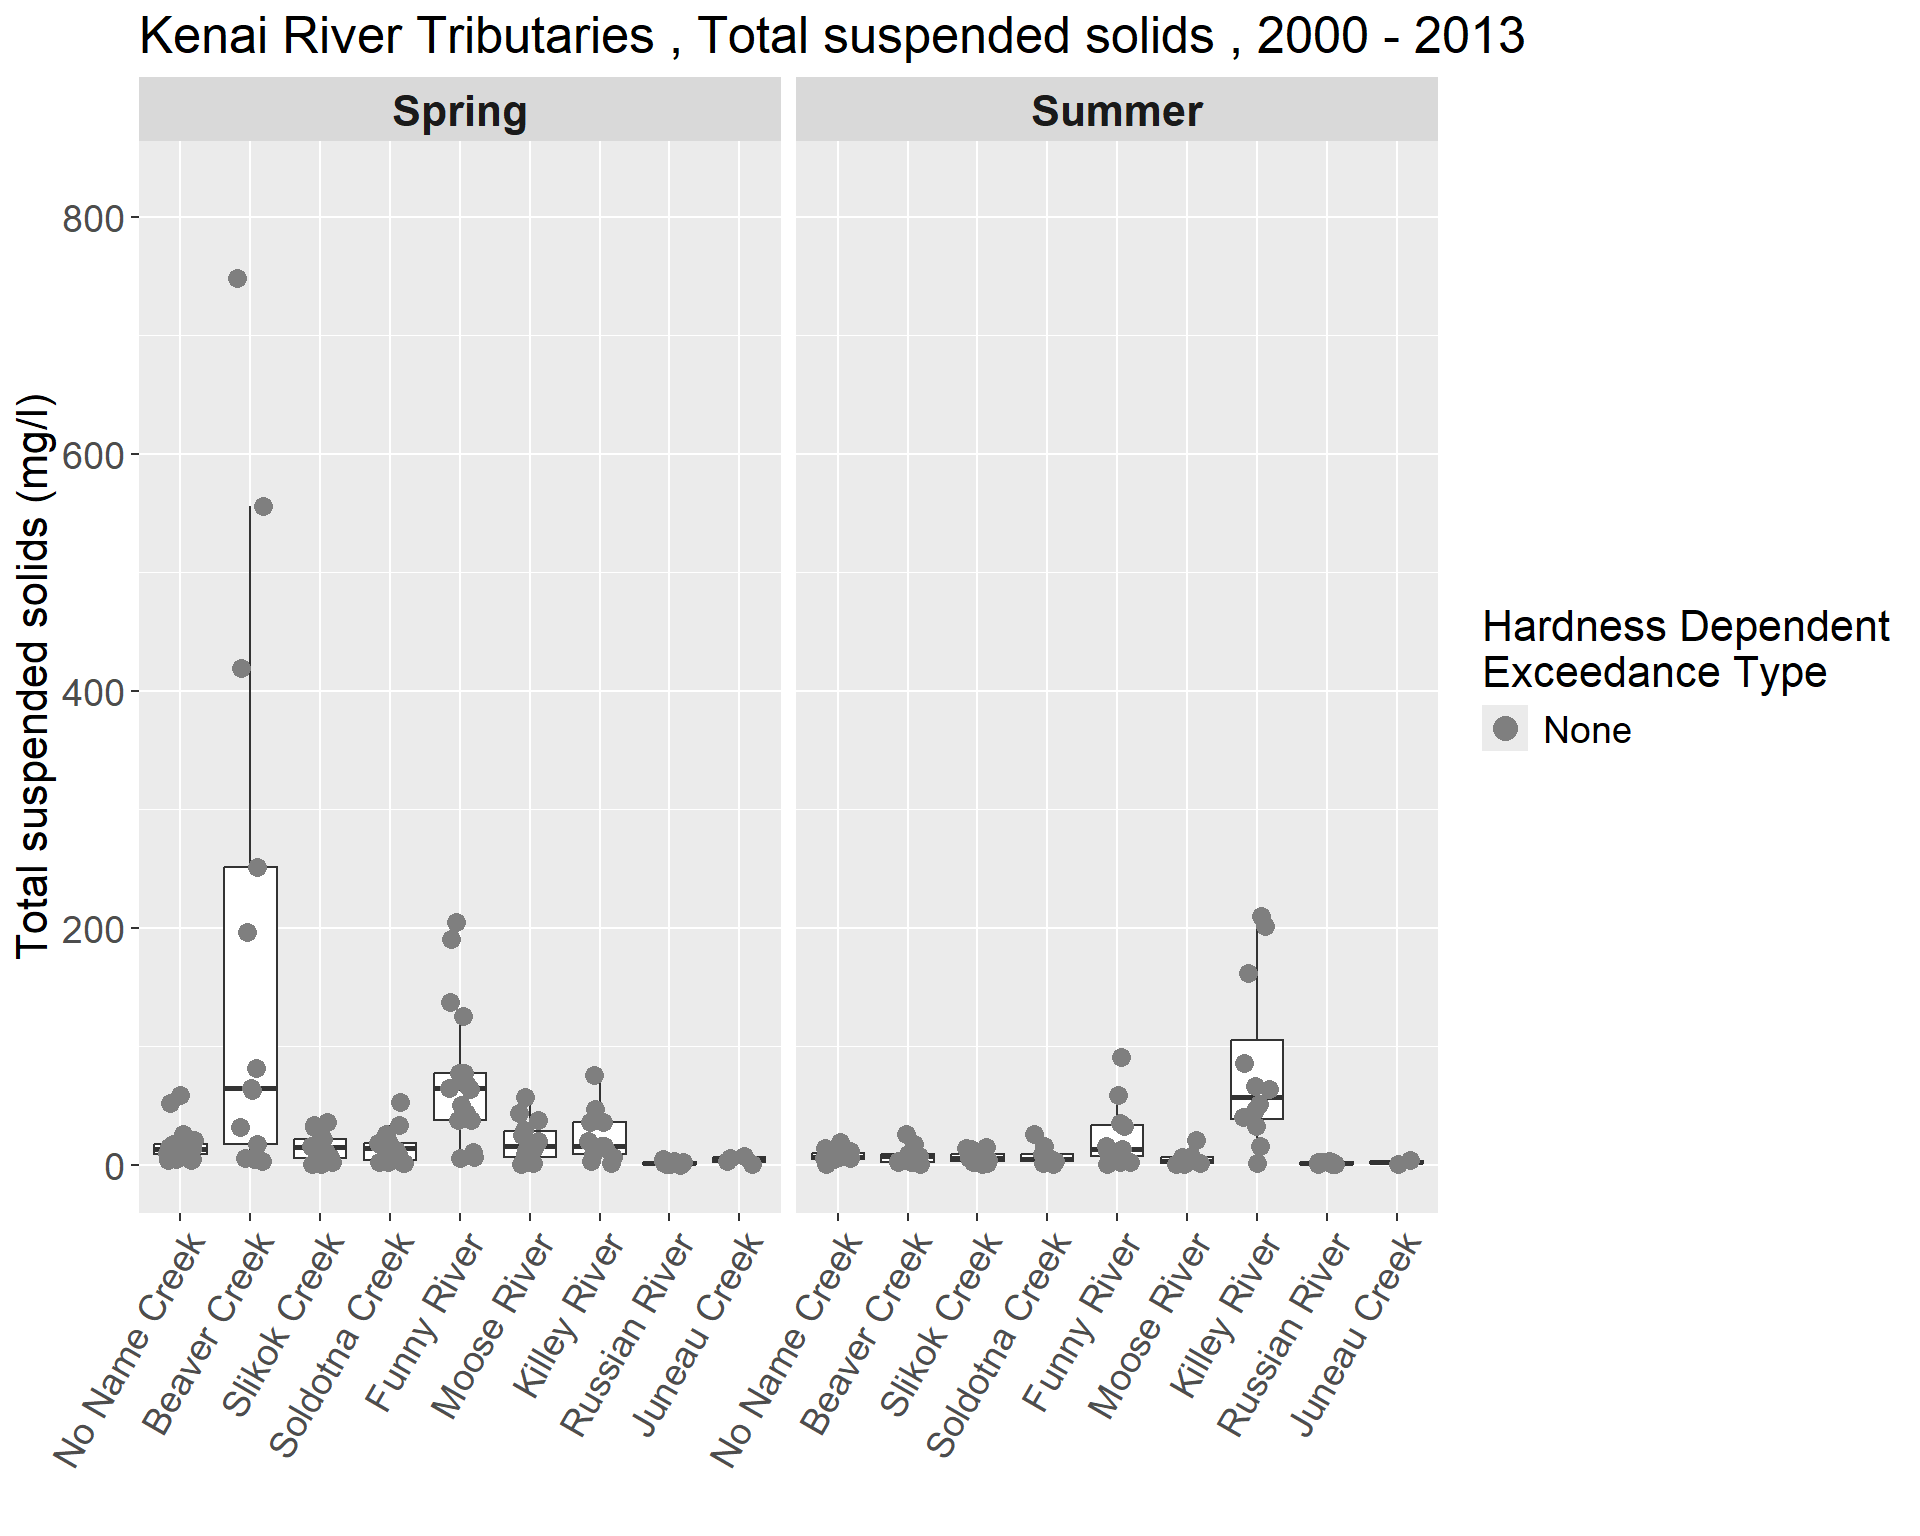 Kenai River Tributaries , Total suspended solids , 2000 - 2013
Spring
Summer
Total suspended solids (mg/l)
800
600
400
200
0
No Name Creek
Beaver Creek
Slikok Creek
Soldotna Creek
Funny River
Moose River
Killey River
Russian River
Juneau Creek
No Name Creek
Beaver Creek
Slikok Creek
Soldotna Creek
Funny River
Moose River
Killey River
Russian River
Juneau Creek
Hardness Dependent
Exceedance Type
None